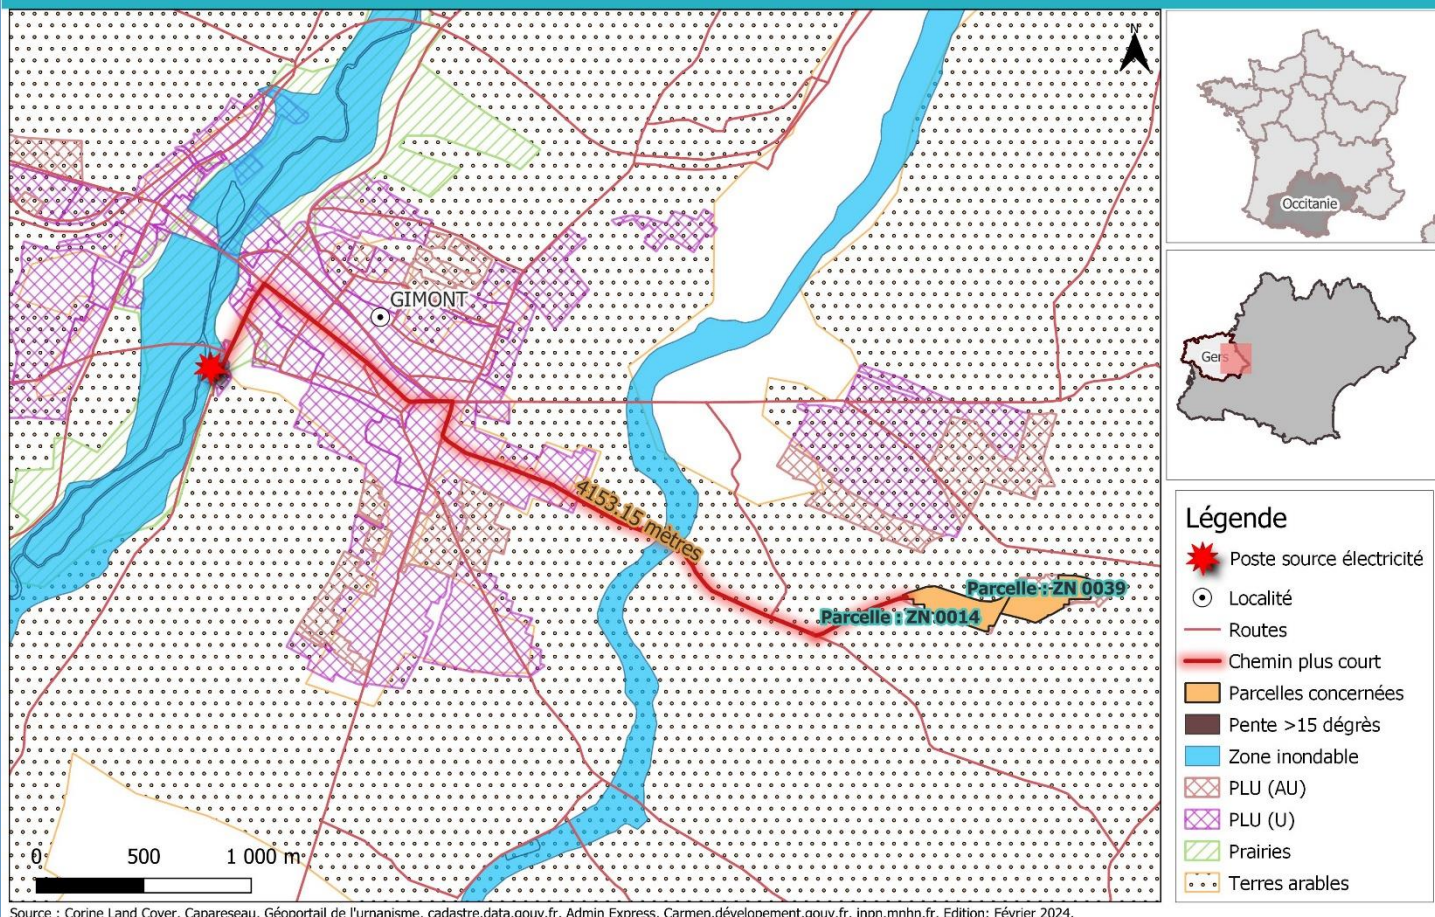 N
GIMONT
4153.15 mètres
Parcelle : ZN 0039
Parcelle : ZN 0014
0 500 1 000 m
Occitanie
Gers
Légende
Poste source électricité
Localité
Routes
Chemin plus court
Parcelles concernées
Pente >15 dégrès
Zone inondable
PLU (AU)
PLU (U)
Prairies
Terres arables
Source : Corine Land Cover, Capareseau, Géoportail de l'urnanisme, cadastre.data.gouv.fr, Admin Express, Carmen.dévelopement.gouv.fr, inpn.mnhn.fr, Edition: Février 2024.